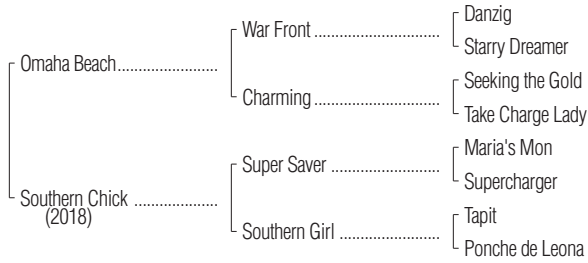 Danzig
War Front ........................
Starry Dreamer
Omaha Beach....................
Seeking the Gold
Charming ........................
Take Charge Lady
Maria's Mon
Super Saver ....................
Supercharger
Southern Chick ................
(2018)
Tapit
Southern Girl ..................
Ponche de Leona